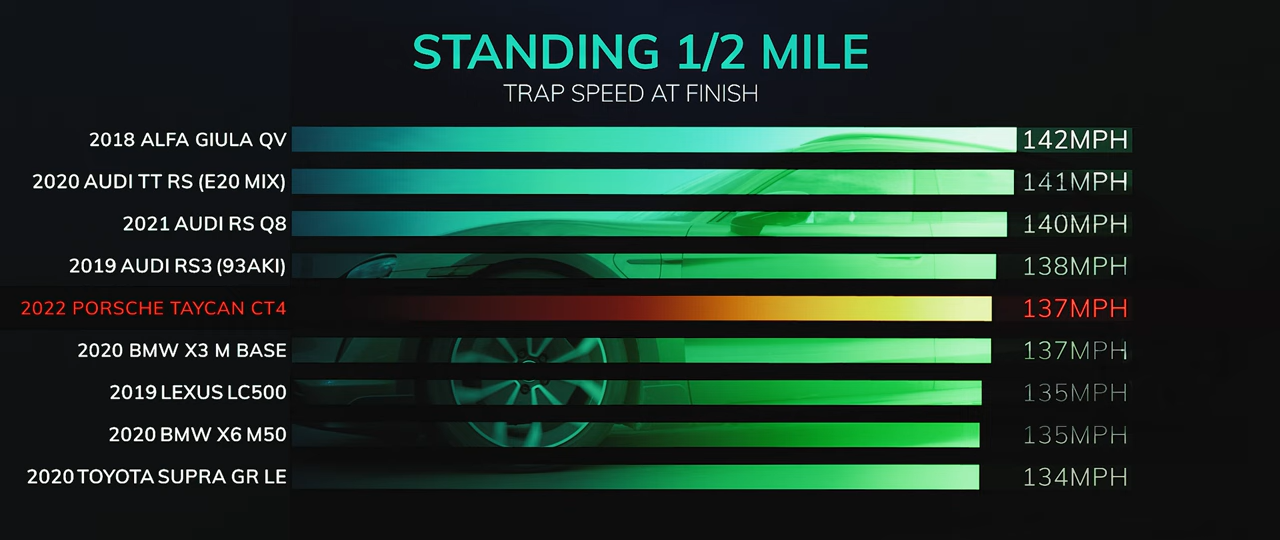 STANDING 1/2 MILE
TRAP SPEED AT FINISH
2018 ALFA GIULA QV 142MPH
2020 AUDI TT RS (E20 MIX) 141MPH
2021 AUDI RS Q8 140MPH
2019 AUDI RS3 (93AKI) 138MPH
2022 PORSCHE TAYCAN CT4 137MPH
2020 BMW X3 M BASE 137MPH
2019 LEXUS LC500 135MPH
2020 BMW X6 M50 135MPH
2020 TOYOTA SUPRA GR LE 134MPH